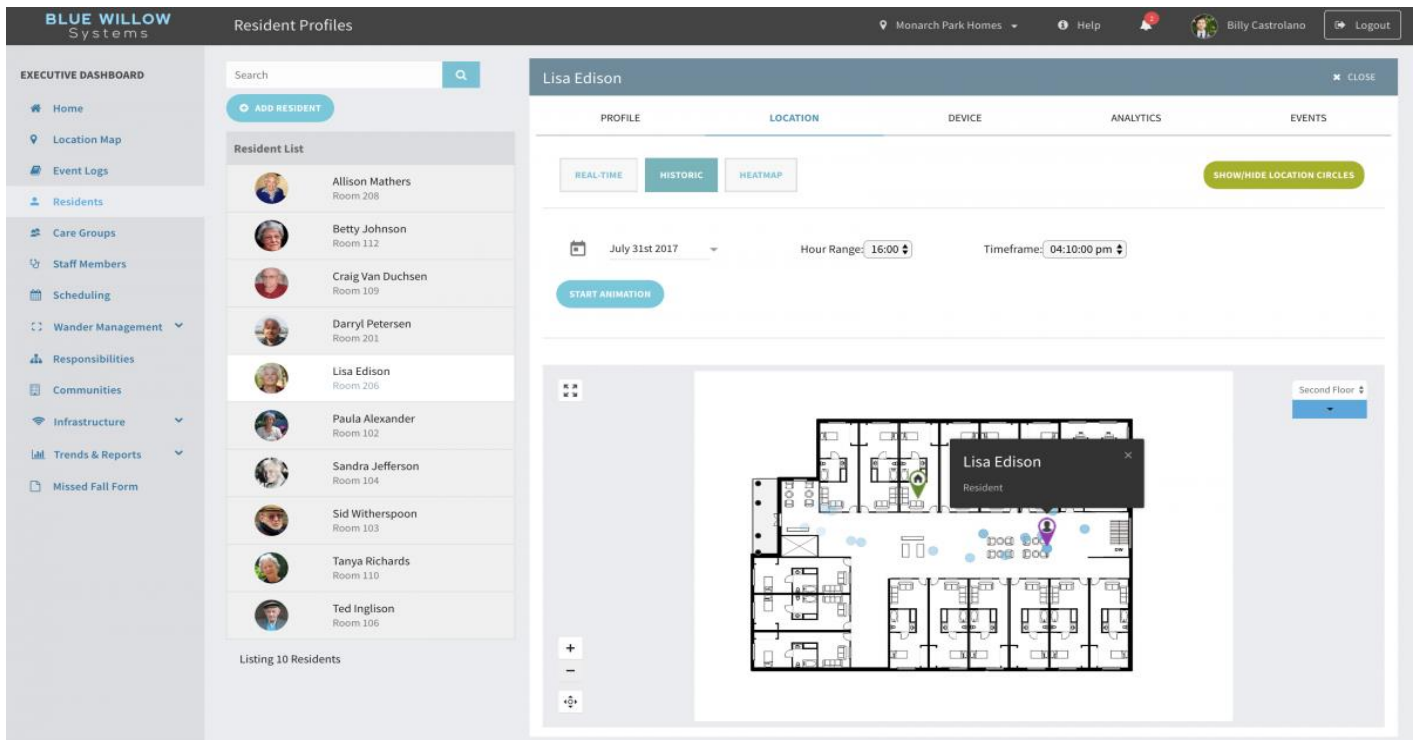 BLUE WILLOW
Systems
Resident Profiles
Monarch Park Homes
Help
2
Billy Castrolano
Logout
EXECUTIVE DASHBOARD
Home
Location Map
Event Logs
Residents
Care Groups
Staff Members
Scheduling
Wander Management
Responsibilities
Communities
Infrastructure
Trends & Reports
Missed Fall Form
Search
ADD RESIDENT
Resident List
Allison Mathers
Room 208
Betty Johnson
Room 112
Craig Van Duchsen
Room 109
Darryl Petersen
Room 201
Lisa Edison
Room 206
Paula Alexander
Room 102
Sandra Jefferson
Room 104
Sid Witherspoon
Room 103
Tanya Richards
Room 110
Ted Inglison
Room 106
Listing 10 Residents
Lisa Edison
CLOSE
PROFILE
LOCATION
DEVICE
ANALYTICS
EVENTS
REAL-TIME
HISTORIC
HEATMAP
SHOW/HIDE LOCATION CIRCLES
July 31st 2017
Hour Range: 16:00
Timeframe: 04:10:00 pm
START ANIMATION
Second Floor
Lisa Edison
Resident
DW